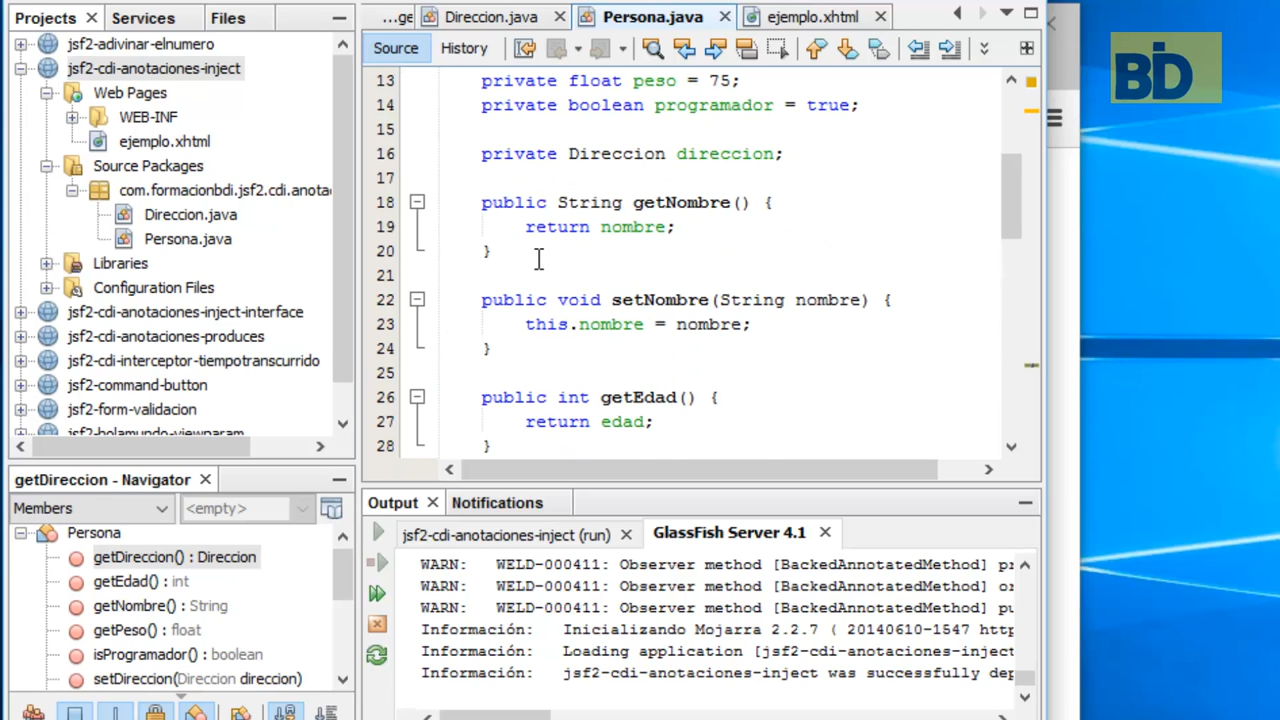 Projects
Services
Files
jsf2-adivinar-elnumero
jsf2-cdi-anotaciones-inject
Web Pages
WEB-INF
ejemplo.xhtml
Source Packages
com.formacionbdi.jsf2.cdi.anota
Direccion.java
Persona.java
Libraries
Configuration Files
jsf2-cdi-anotaciones-inject-interface
jsf2-cdi-anotaciones-produces
jsf2-cdi-interceptor-tiempotranscurrido
jsf2-command-button
jsf2-form-validacion
jsf2-holamundo-viewparam
getDireccion - Navigator
Members
<empty>
Persona
getDireccion() : Direccion
getEdad() : int
getNombre() : String
getPeso() : float
isProgramador() : boolean
setDireccion(Direccion direccion)
...ge
Direccion.java
Persona.java
ejemplo.xhtml
Source
History
13 private float peso = 75;
14 private boolean programador = true;
15
16 private Direccion direccion;
17
18 public String getNombre() {
19 return nombre;
20 }
21
22 public void setNombre(String nombre) {
23 this.nombre = nombre;
24 }
25
26 public int getEdad() {
27 return edad;
28 }
Output
Notifications
jsf2-cdi-anotaciones-inject (run)
GlassFish Server 4.1
WARN: WELD-000411: Observer method [BackedAnnotatedMethod] pr
WARN: WELD-000411: Observer method [BackedAnnotatedMethod] or
WARN: WELD-000411: Observer method [BackedAnnotatedMethod] pu
Información: Inicializando Mojarra 2.2.7 ( 20140610-1547 http
Información: Loading application [jsf2-cdi-anotaciones-inject
Información: jsf2-cdi-anotaciones-inject was successfully dep
BDI